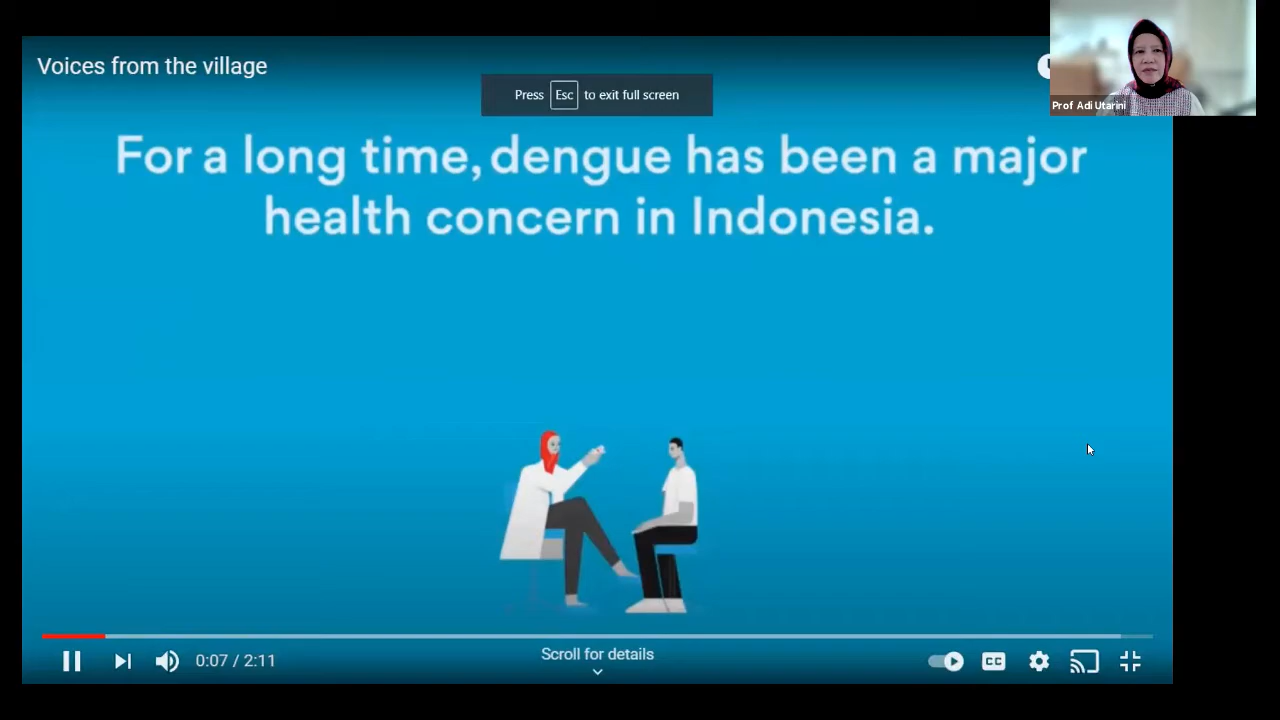 Voices from the village
Press Esc to exit full screen
Prof Adi Utarini
For a long time, dengue has been a major
health concern in Indonesia.
0:07 / 2:11
Scroll for details
CC